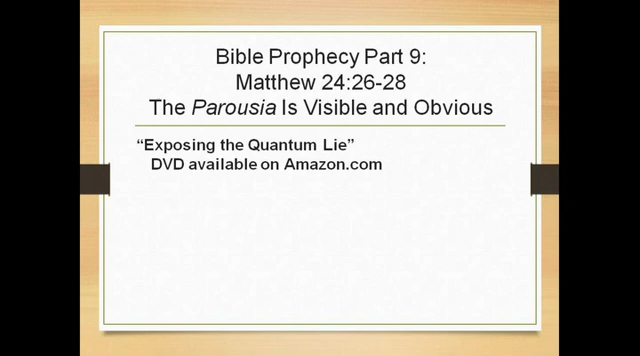 Bible Prophecy Part 9:
Matthew 24:26-28
The Parousia Is Visible and Obvious
“Exposing the Quantum Lie”
DVD available on Amazon.com